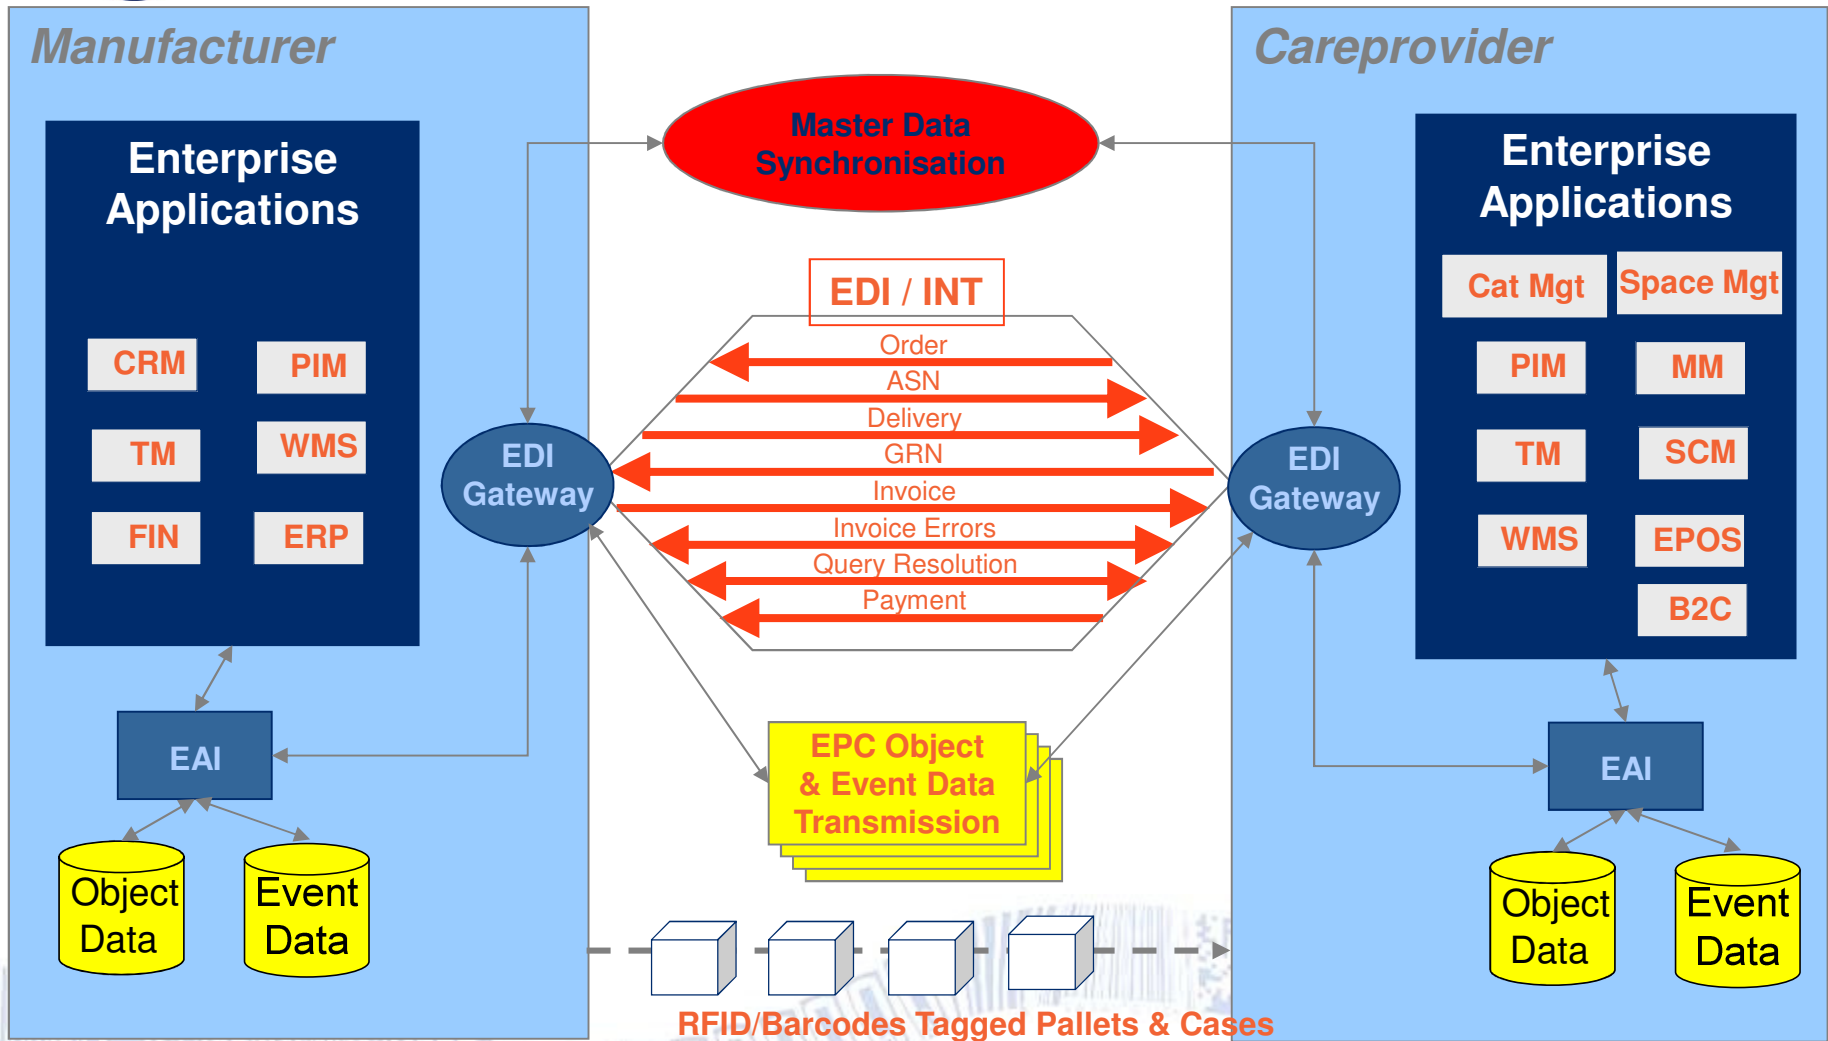 Manufacturer
Enterprise
Applications
CRM
PIM
TM
WMS
FIN
ERP
EDI
Gateway
EAI
Object
Data
Event
Data
Master Data
Synchronisation
EDI / INT
Order
ASN
Delivery
GRN
Invoice
Invoice Errors
Query Resolution
Payment
EPC Object
& Event Data
Transmission
RFID/Barcodes Tagged Pallets & Cases
Careprovider
Enterprise
Applications
Cat Mgt
Space Mgt
PIM
MM
TM
SCM
WMS
EPOS
B2C
EDI
Gateway
EAI
Object
Data
Event
Data